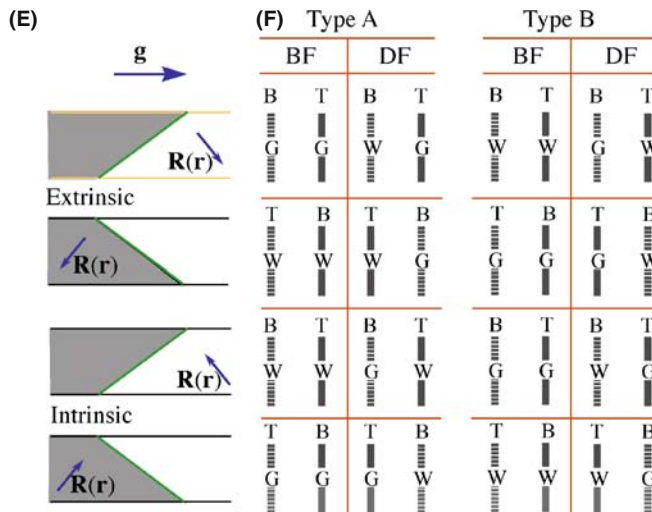 (E) (F) Type A Type B
g BF DF BF DF
B T B T B T B T
G G W G W W G W
R(r)
Extrinsic
T B T B T B T B
W W W G G G G W
R(r)
B T B T B T B T
W W G W G G W G
R(r)
Intrinsic
T B T B T B T B
G G G W W W W G
R(r)